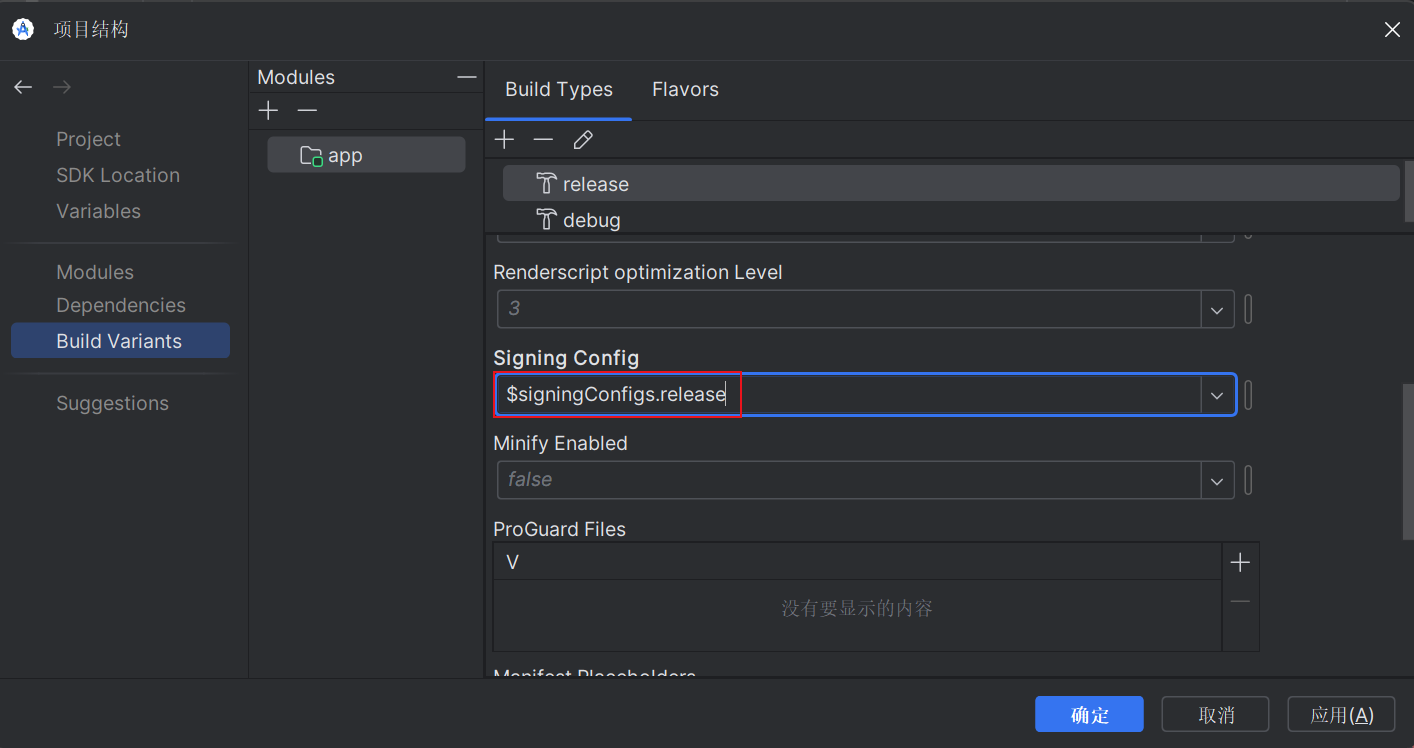 项目结构
Project
SDK Location
Variables
Modules
Dependencies
Build Variants
Suggestions
Modules
app
Build Types
Flavors
release
debug
Renderscript optimization Level
3
Signing Config
$signingConfigs.release
Minify Enabled
false
ProGuard Files
V
没有要显示的内容
Manifest Placeholders
确定
取消
应用(A)